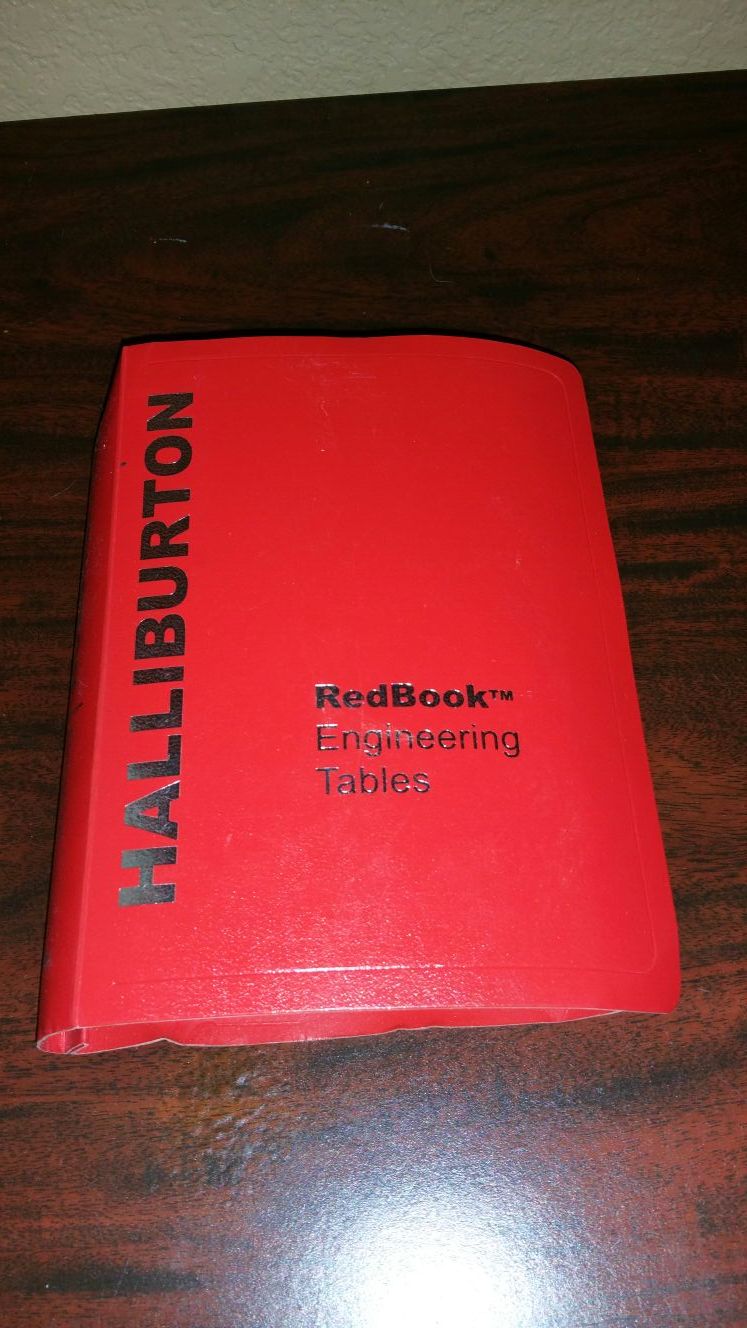 HALLIBURTON
RedBook™
Engineering
Tables